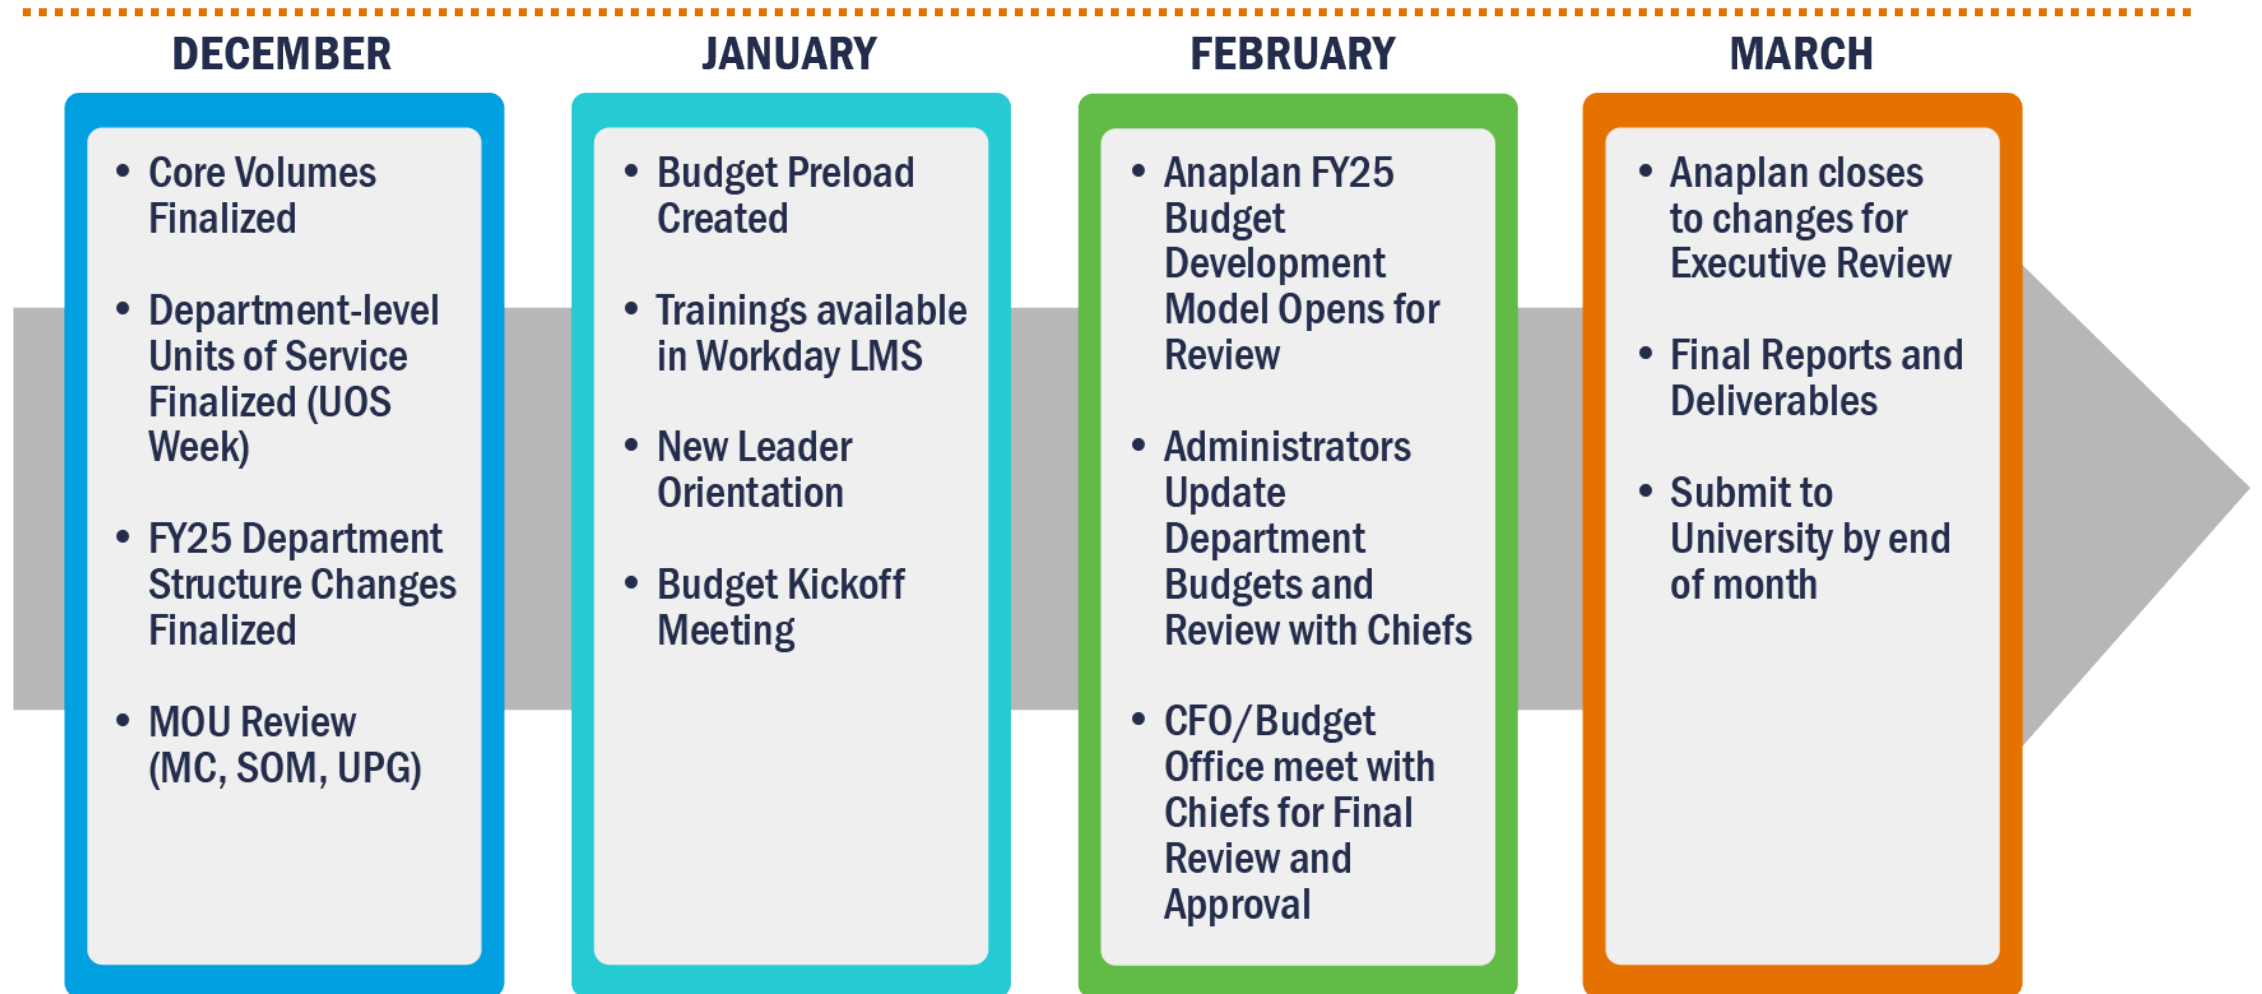 DECEMBER
• Core Volumes
Finalized
• Department-level
Units of Service
Finalized (UOS
Week)
• FY25 Department
Structure Changes
Finalized
• MOU Review
(MC, SOM, UPG)
JANUARY
• Budget Preload
Created
• Trainings available
in Workday LMS
• New Leader
Orientation
• Budget Kickoff
Meeting
FEBRUARY
• Anaplan FY25
Budget
Development
Model Opens for
Review
• Administrators
Update
Department
Budgets and
Review with Chiefs
• CFO/Budget
Office meet with
Chiefs for Final
Review and
Approval
MARCH
• Anaplan closes
to changes for
Executive Review
• Final Reports and
Deliverables
• Submit to
University by end
of month